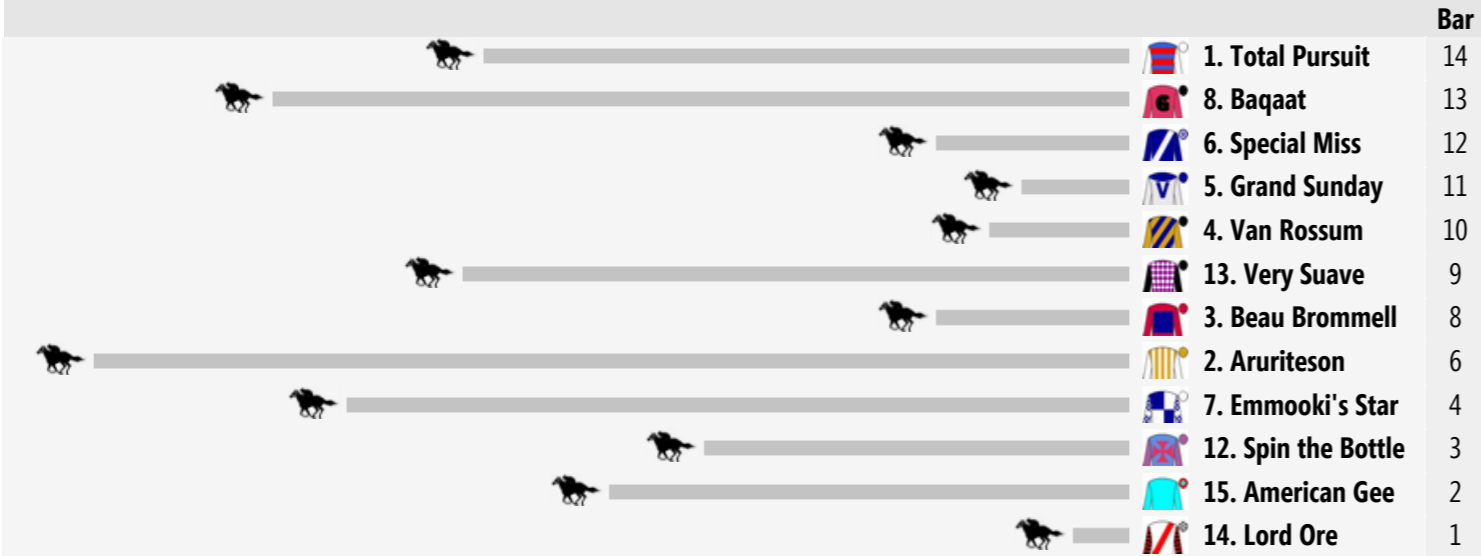 Bar
1. Total Pursuit 14
8. Baqaat 13
6. Special Miss 12
5. Grand Sunday 11
4. Van Rossum 10
13. Very Suave 9
3. Beau Brommell 8
2. Aruriteson 6
7. Emmooki's Star 4
12. Spin the Bottle 3
15. American Gee 2
14. Lord Ore 1